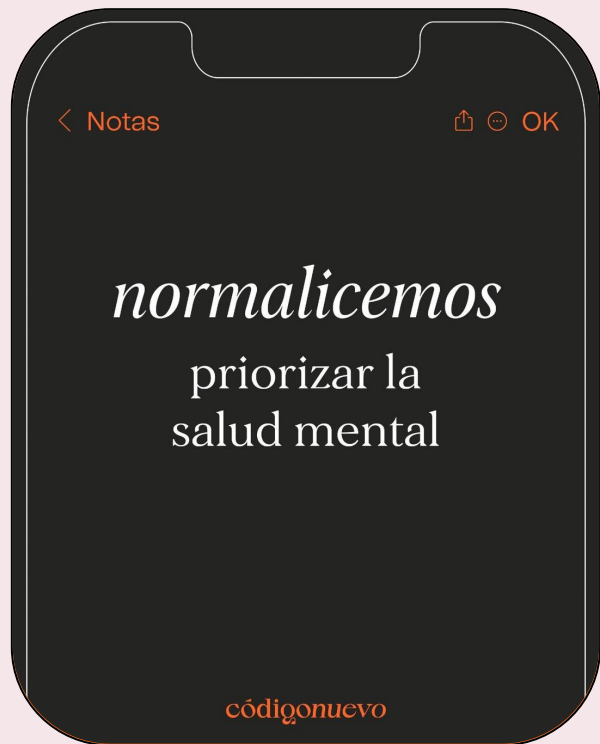 Notas
OK
normalicemos
priorizar la
salud mental
códigonuevo